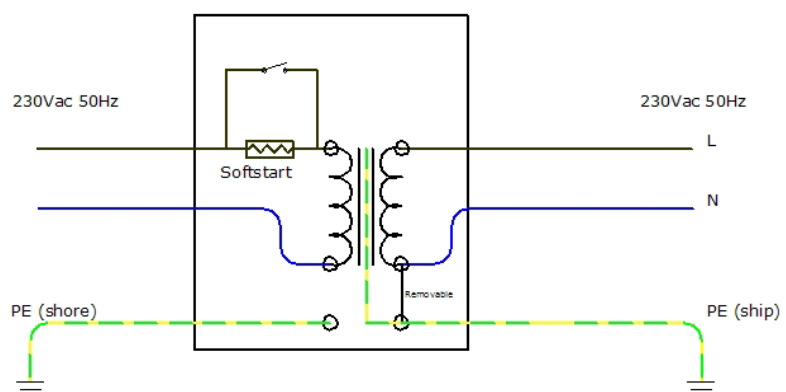 230Vac 50Hz
230Vac 50Hz
L
Softstart
N
Removable
PE (shore)
PE (ship)